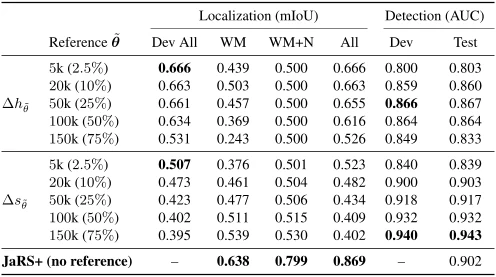 Localization (mIoU) Detection (AUC)
Reference θ̃ Dev All WM WM+N All Dev Test
5k (2.5%) 0.666 0.439 0.500 0.666 0.800 0.803
20k (10%) 0.663 0.503 0.500 0.663 0.859 0.860
Δh_θ̃ 50k (25%) 0.661 0.457 0.500 0.655 0.866 0.867
100k (50%) 0.634 0.369 0.500 0.616 0.864 0.864
150k (75%) 0.531 0.243 0.500 0.526 0.849 0.833
5k (2.5%) 0.507 0.376 0.501 0.523 0.840 0.839
20k (10%) 0.473 0.461 0.504 0.482 0.900 0.903
Δs_θ̃ 50k (25%) 0.423 0.477 0.506 0.434 0.918 0.917
100k (50%) 0.402 0.511 0.515 0.409 0.932 0.932
150k (75%) 0.395 0.539 0.530 0.402 0.940 0.943
JaRS+ (no reference) – 0.638 0.799 0.869 – 0.902